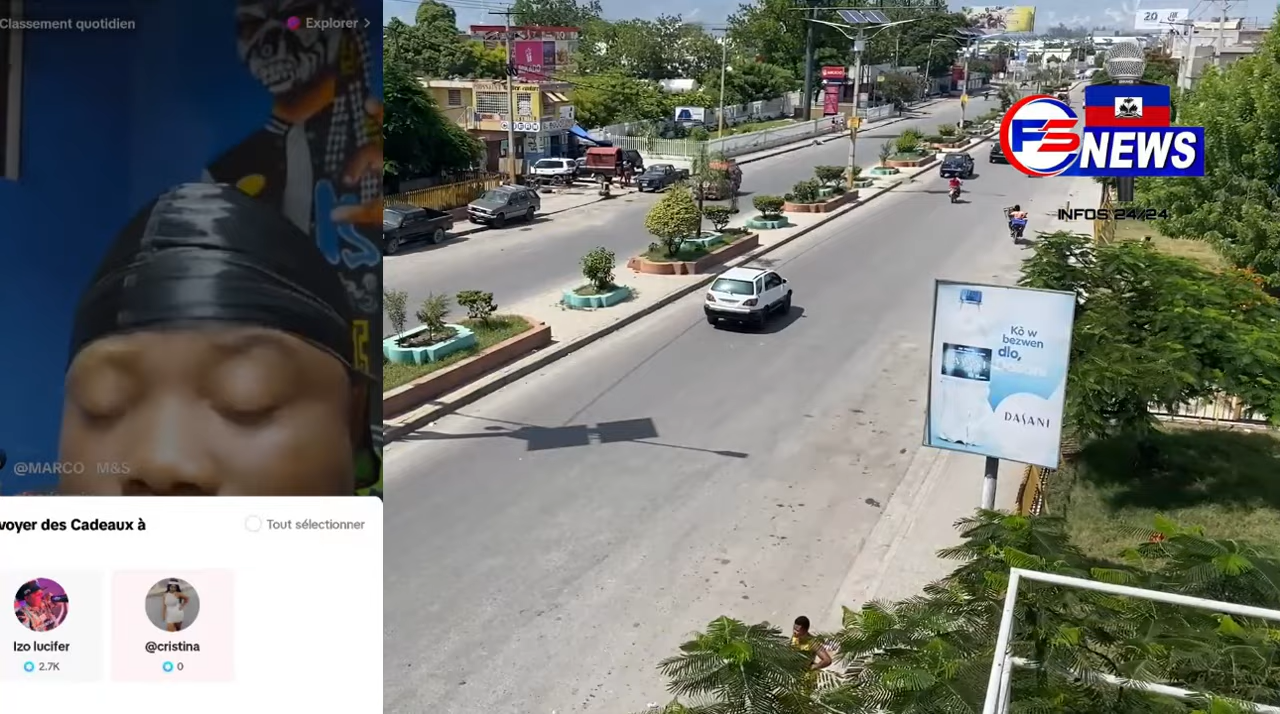 Classement quotidien
Explorer >
@MARCO M&S
voyer des Cadeaux à
Tout sélectionner
Izo lucifer
2.7K
@cristina
0
FS
NEWS
INFOS 24/24
Kò w
bezwen
dlo,
DASANI
20